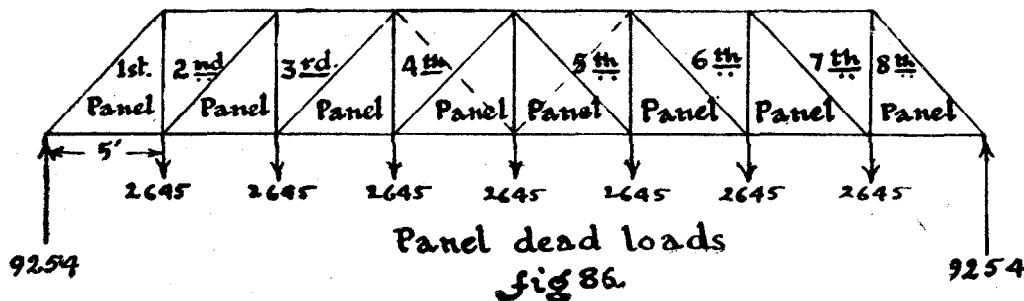 1st. 2nd 3rd. 4th 5th 6th 7th 8th
Panel Panel Panel Panel Panel Panel Panel Panel
5'
2645 2645 2645 2645 2645 2645 2645
9254 9254
Panel dead loads
fig 86.